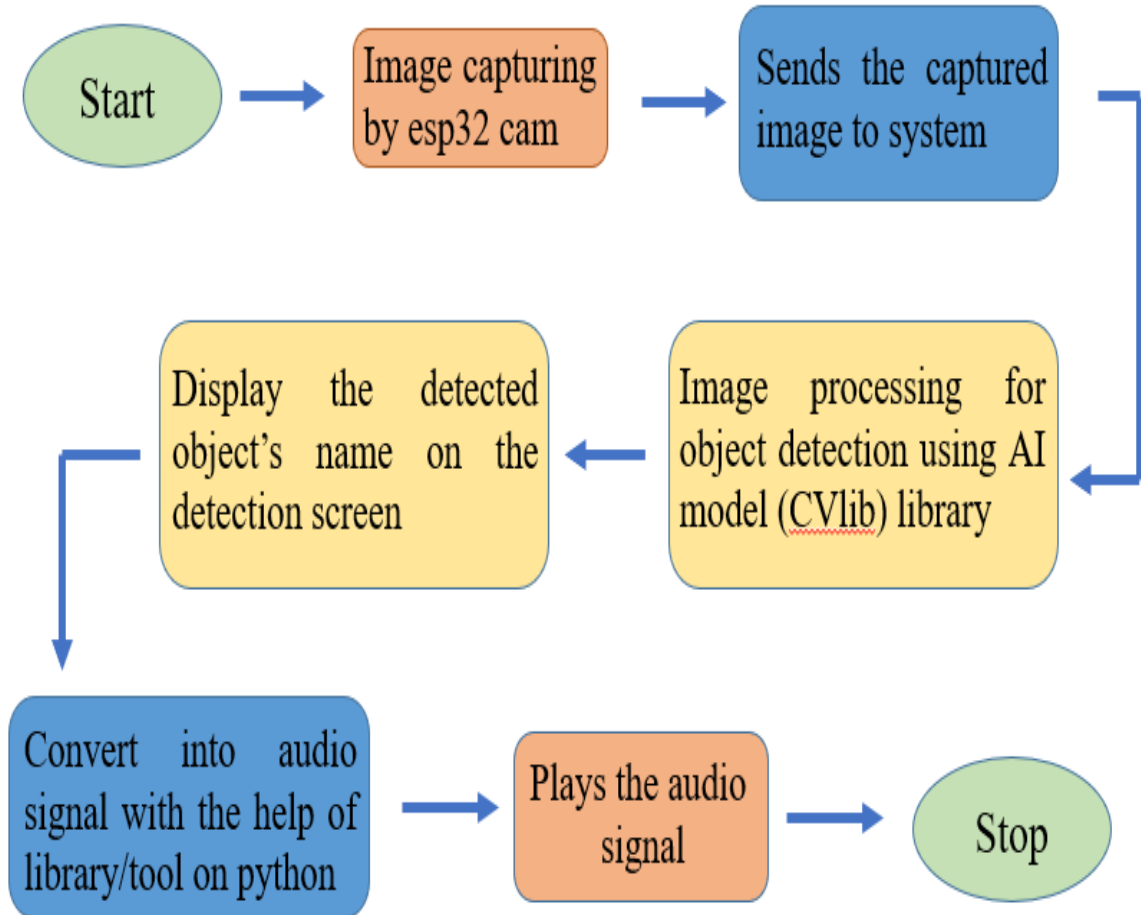 Start
Image capturing
by esp32 cam
Sends the captured
image to system
Image processing for
object detection using AI
model (CVlib) library
Display the detected
object’s name on the
detection screen
Convert into audio
signal with the help of
library/tool on python
Plays the audio
signal
Stop